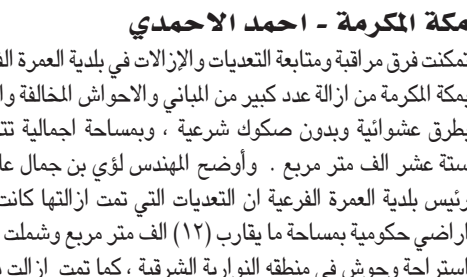 مكة المكرمة - احمد الاحمدي
تمكنت فرق مراقبة ومتابعة التعديات والإزالات في بلدية العمرة
بمكة المكرمة من ازالة عدد كبير من المباني والاحواش المخالفة
بطرق عشوائية وبدون صكوك شرعية ، وبمساحة اجمالية
ستة عشر الف متر مربع . وأوضح المهندس لؤي بن جمال
رئيس بلدية العمرة الفرعية ان التعديات التي تمت ازالتها كانت
اراضي حكومية بمساحة ما يقارب (١٢) الف متر مربع وشملت
استراحة وحوش في منطقه النوارية الشرقية ، كما تمت ازالت